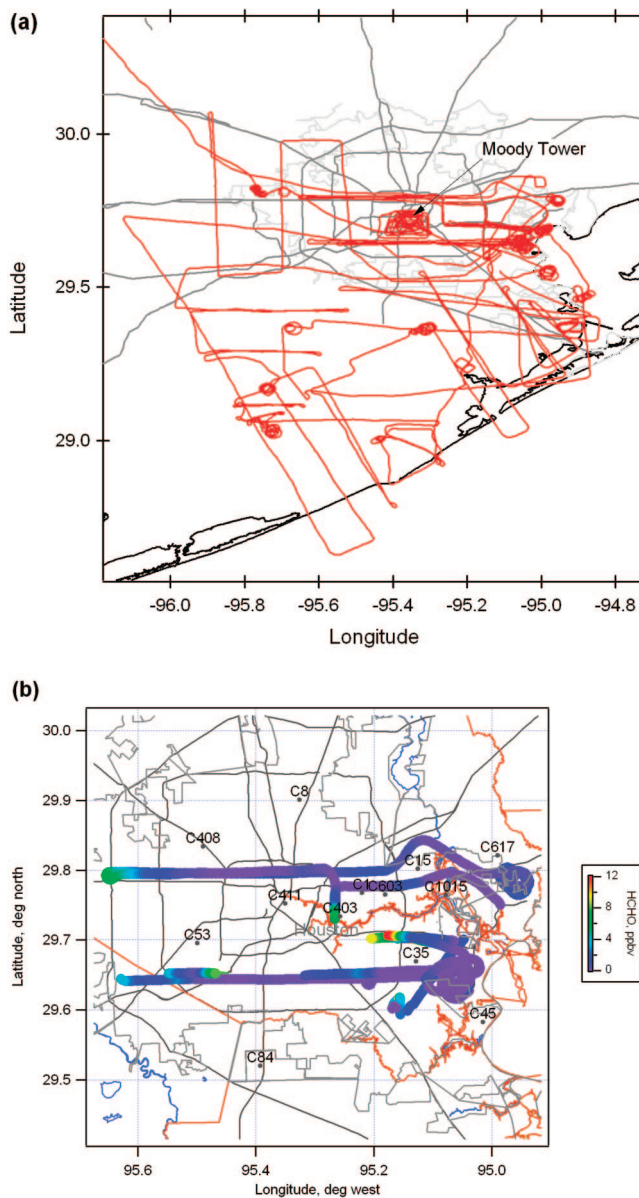 (a)
Moody Tower
30.0
29.5
29.0
Latitude
-96.0
-95.8
-95.6
-95.4
-95.2
-95.0
-94.8
Longitude
(b)
30.0
29.9
29.8
29.7
29.6
29.5
Latitude, deg north
C8
C408
C617
C15
C1
C603
C1015
C411
C403
Houston
C53
C35
C45
C84
95.6
95.4
95.2
95.0
Longitude, deg west
12
8
4
0
HCHO, ppbv